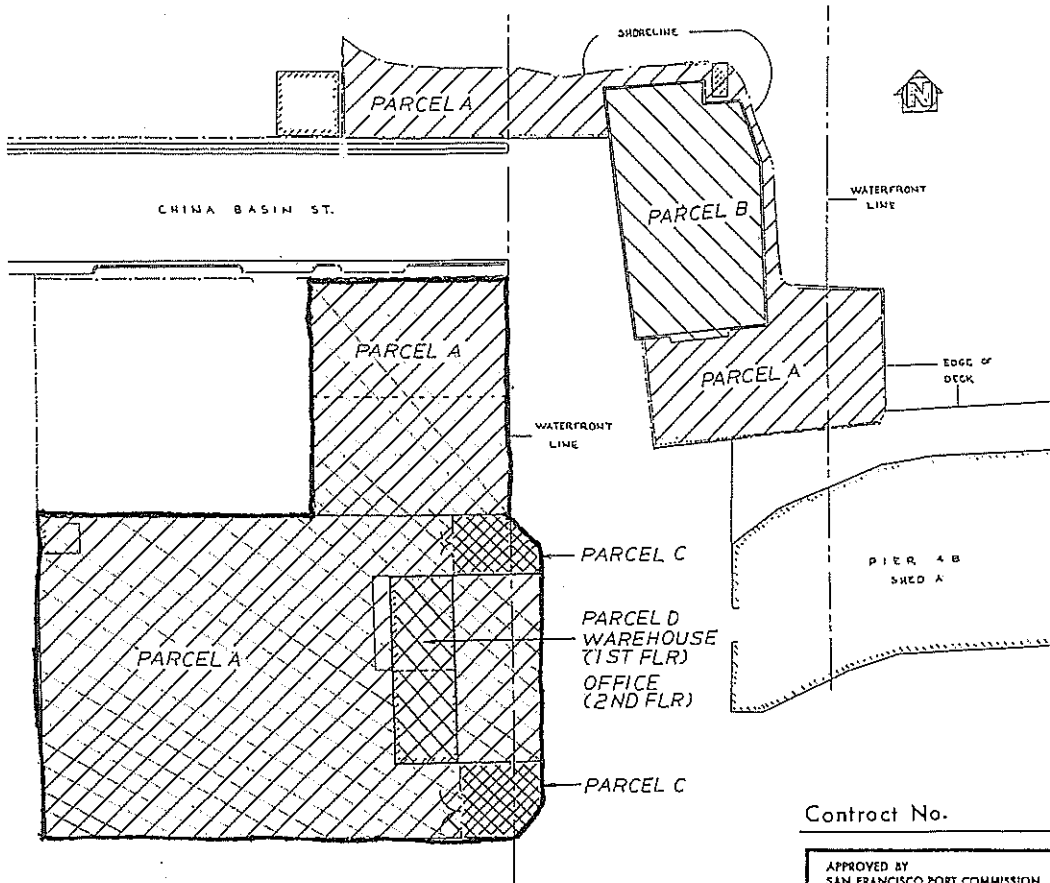 SHORELINE
PARCEL A
N
CHINA BASIN ST.
PARCEL B
WATERFRONT
LINE
PARCEL A
PARCEL A
EDGE OF
DECK
WATERFRONT
LINE
PARCEL C
PIER 48
SHED A
PARCEL D
WAREHOUSE
(1ST FLR)
OFFICE
(2ND FLR)
PARCEL A
PARCEL C
Contract No.
APPROVED BY
SAN FRANCISCO PORT COMMISSION